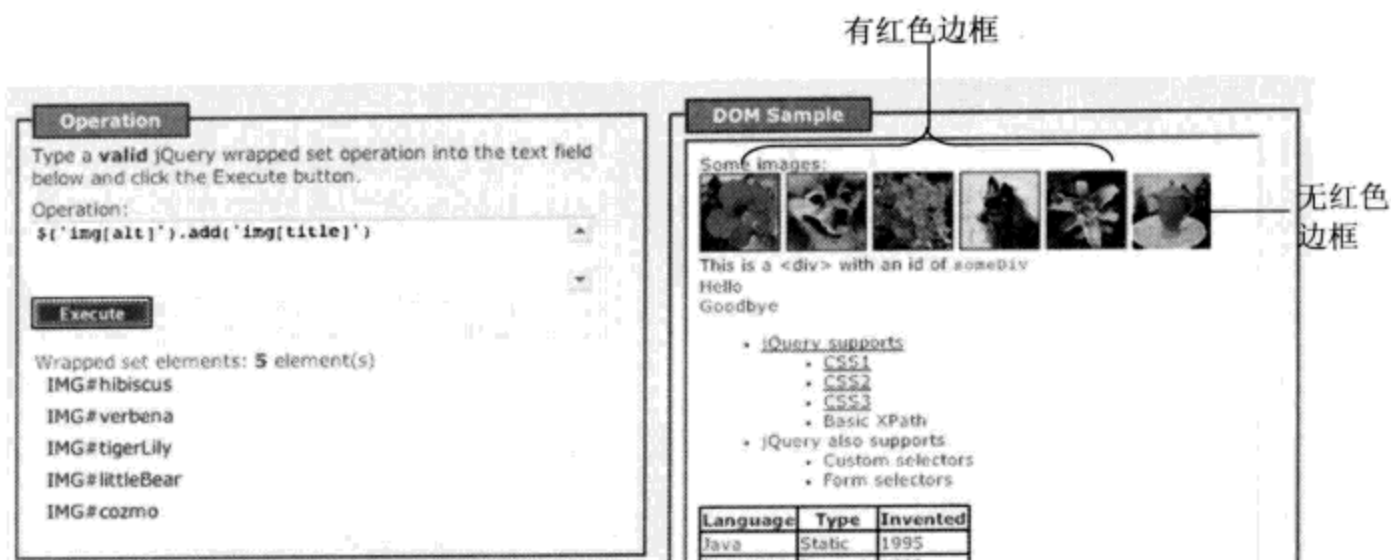 有红色边框
Operation
Type a valid jQuery wrapped set operation into the text field
below and click the Execute button.
Operation:
$('img[alt]').add('img[title]')
Execute
Wrapped set elements: 5 element(s)
IMG#hibiscus
IMG#verbena
IMG#tigerLily
IMG#littleBear
IMG#cozmo
DOM Sample
Some images:
无红色
边框
This is a <div> with an id of someDiv
Hello
Goodbye
jQuery supports
CSS1
CSS2
CSS3
Basic XPath
jQuery also supports
Custom selectors
Form selectors
Language Type Invented
Java Static 1995